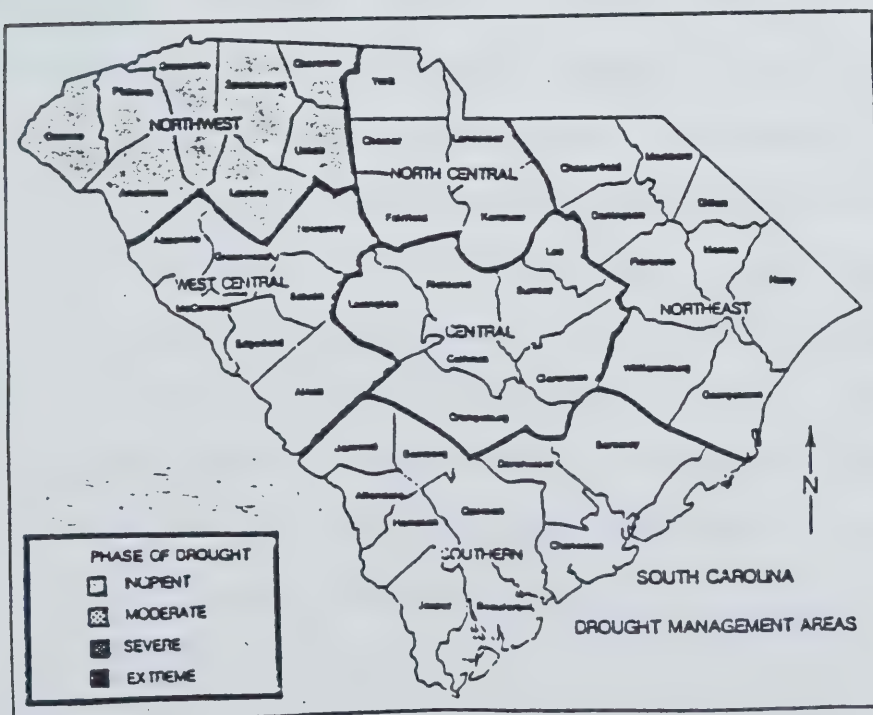 York
Cherokee
Greenville
Spartanburg
Pickens
NORTHWEST
Oconee
Union
Chester
Lancaster
NORTH CENTRAL
Chesterfield
Marlboro
Dillon
Darlington
Anderson
Laurens
Fairfield
Kershaw
Newberry
Lee
Abbeville
Greenwood
Florence
Marion
Horry
WEST CENTRAL
Saluda
Richland
Sumter
Lexington
NORTHEAST
McCormick
CENTRAL
Edgefield
Calhoun
Williamsburg
Clarendon
Aiken
Georgetown
Orangeburg
Berkeley
Bamberg
Dorchester
Allendale
Colleton
Hampton
Charleston
SOUTHERN
Jasper
Beaufort
N
PHASE OF DROUGHT
INCIPIENT
MODERATE
SEVERE
EXTREME
SOUTH CAROLINA
DROUGHT MANAGEMENT AREAS